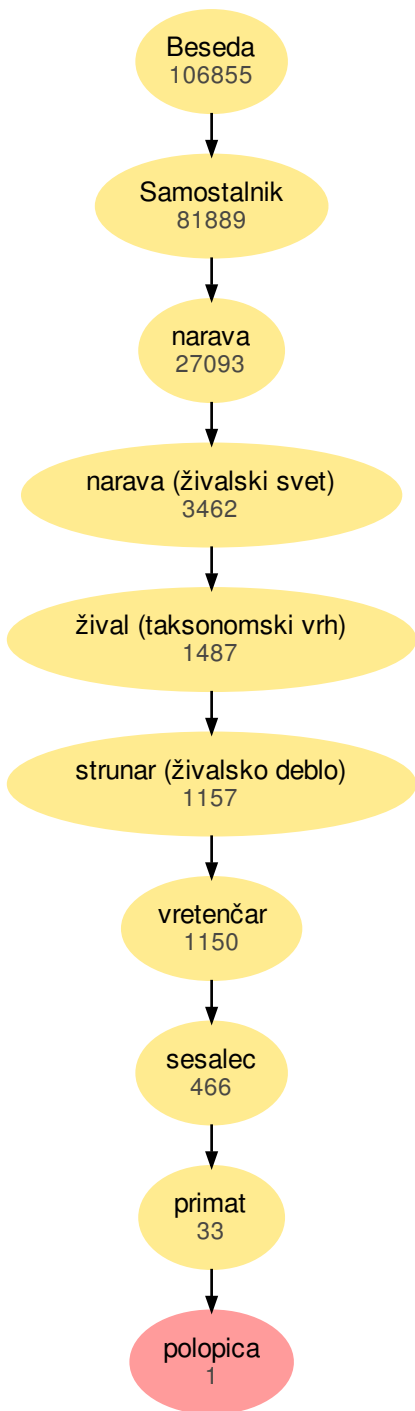 Beseda
106855
Samostalnik
81889
narava
27093
narava (živalski svet)
3462
žival (taksonomski vrh)
1487
strunar (živalsko deblo)
1157
vretenčar
1150
sesalec
466
primat
33
polopica
1